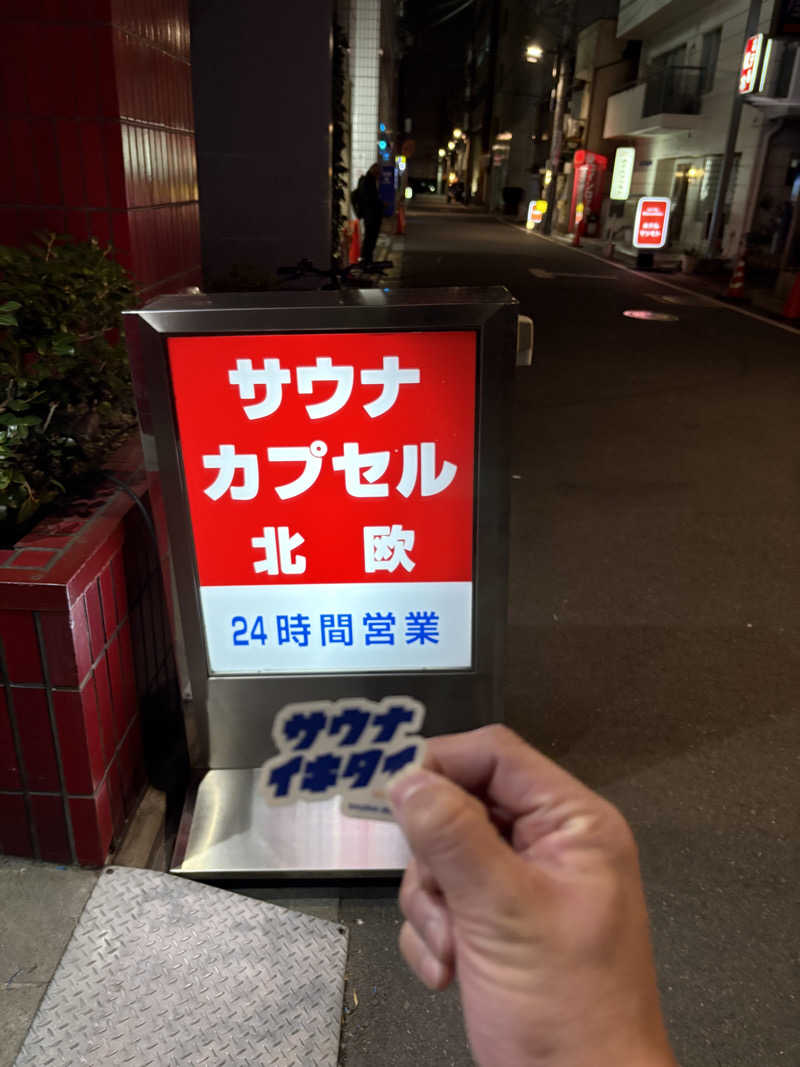 サウナ
カプセル
北 欧
24時間営業
サウナ
イキタイ